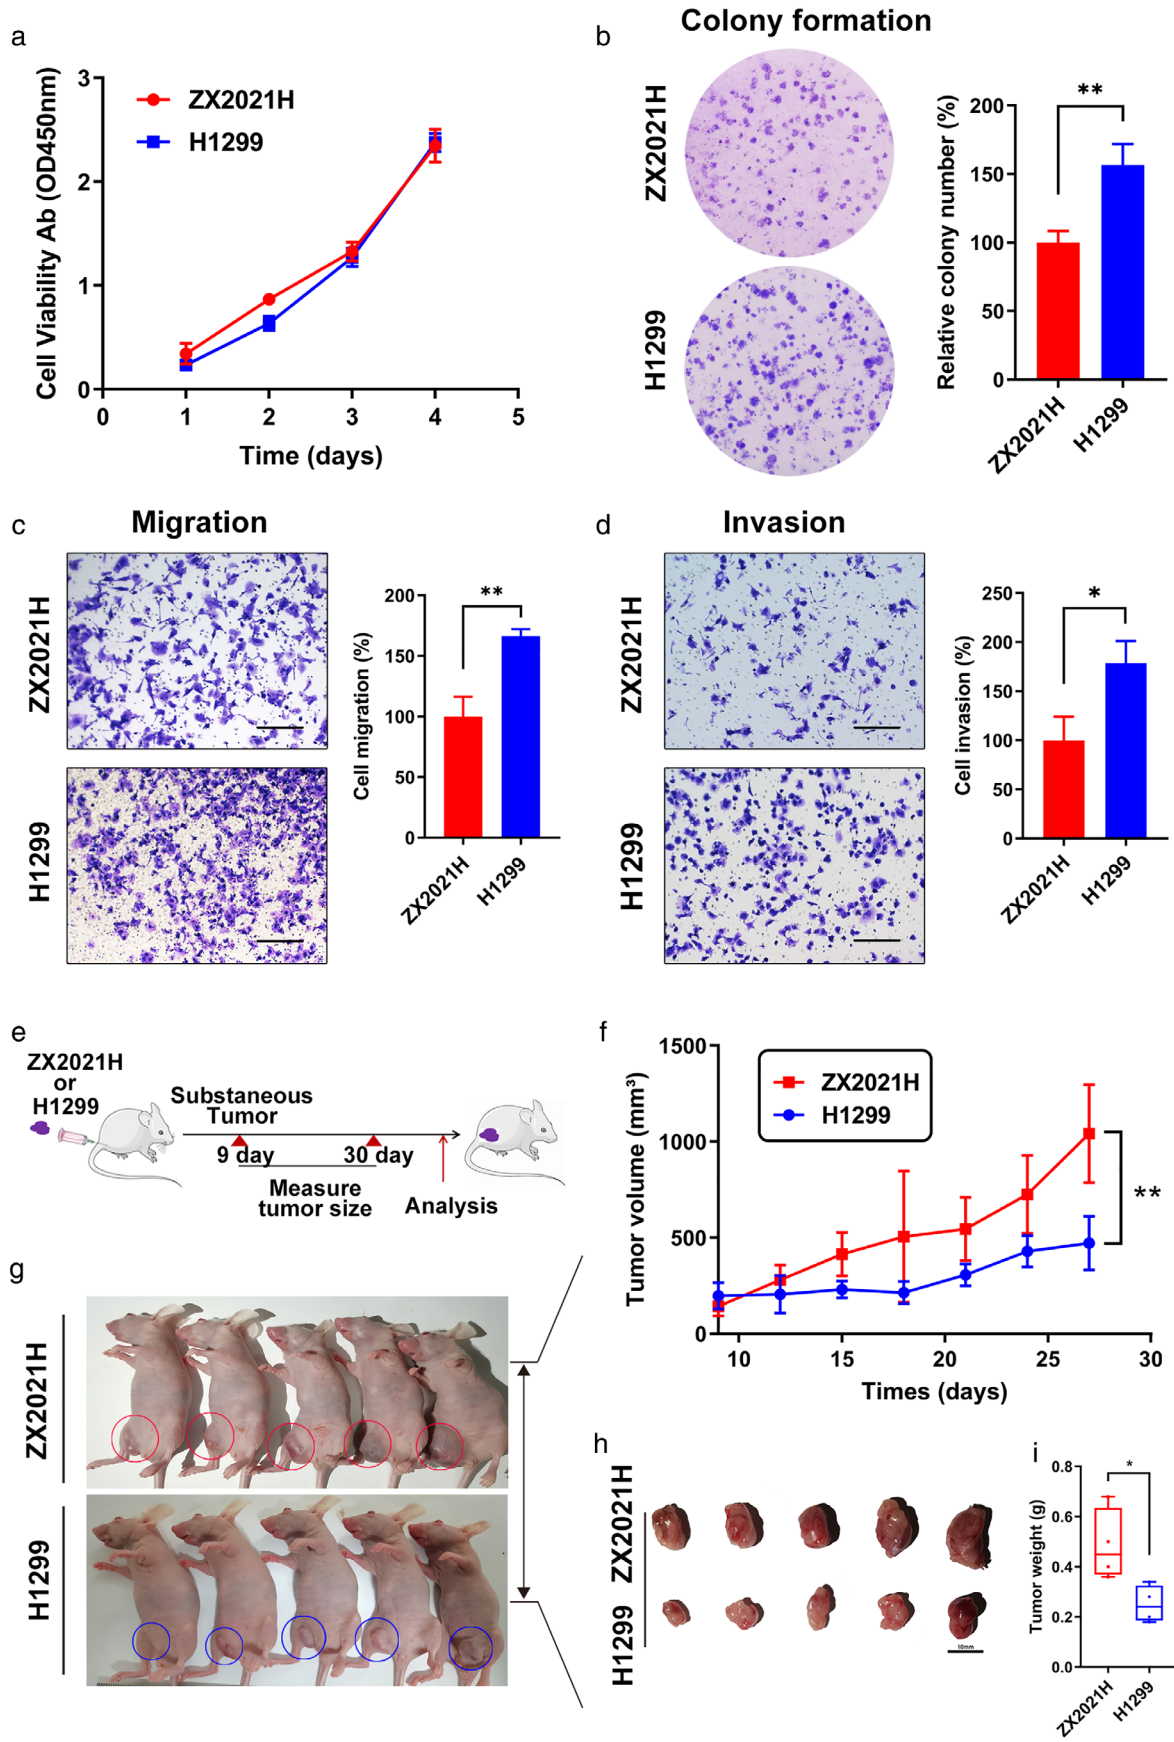 a
3
2
1
0
ZX2021H
H1299
Cell Viability Ab (OD450nm)
0 1 2 3 4 5
Time (days)
b
Colony formation
ZX2021H
H1299
Relative colony number (%)
200
150
100
50
0
**
ZX2021H
H1299
c
Migration
ZX2021H
H1299
Cell migration (%)
200
150
100
50
0
**
ZX2021H
H1299
d
Invasion
ZX2021H
H1299
Cell invasion (%)
250
200
150
100
50
0
*
ZX2021H
H1299
e
ZX2021H
or
H1299
Substaneous
Tumor
9 day
30 day
Measure
tumor size
Analysis
f
Tumor volume (mm³)
1500
1000
500
0
ZX2021H
H1299
**
10 15 20 25 30
Times (days)
g
ZX2021H
H1299
h
ZX2021H
H1299
10mm
i
Tumor weight (g)
0.8
0.6
0.4
0.2
0.0
*
ZX2021H
H1299